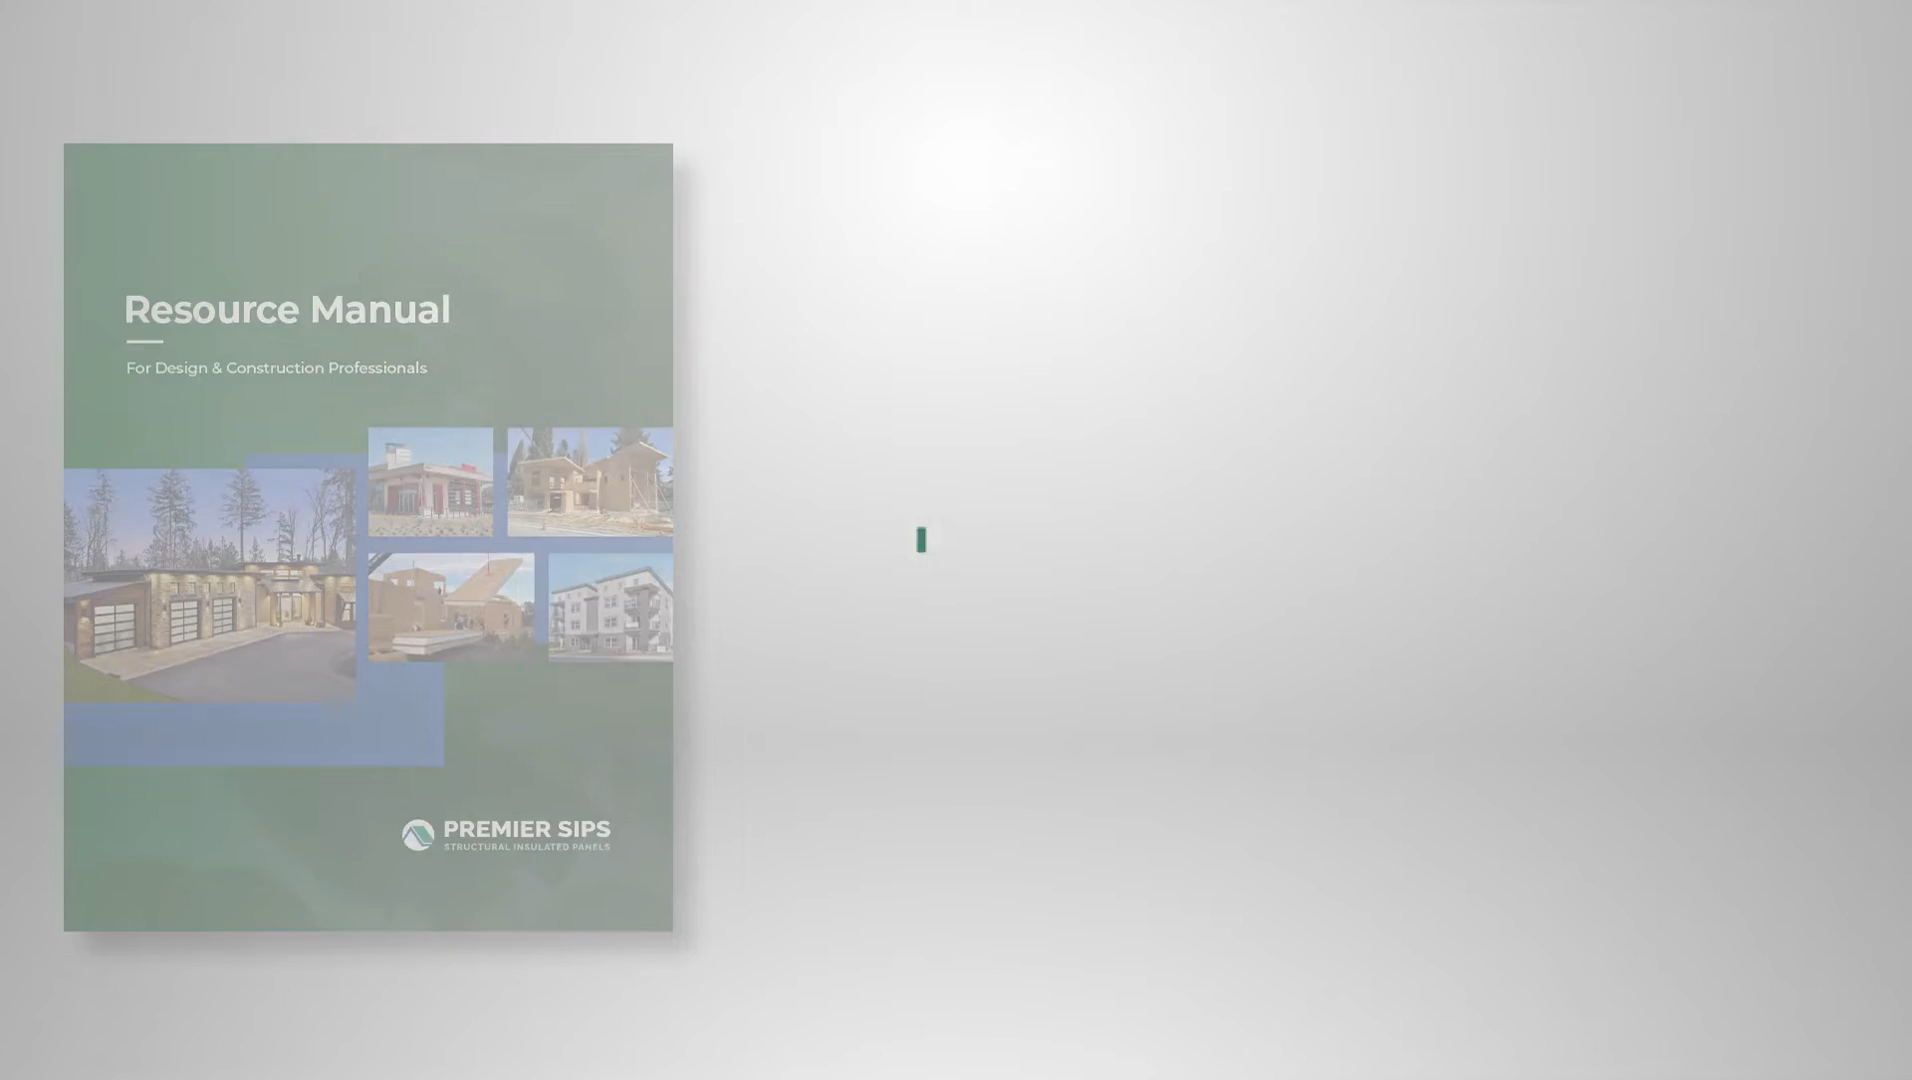 Resource Manual
For Design & Construction Professionals
PREMIER SIPS
STRUCTURAL INSULATED PANELS